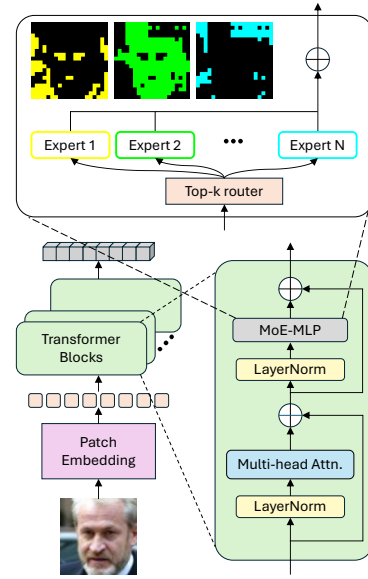 Expert 1
Expert 2
•••
Expert N
Top-k router
Transformer
Blocks
Patch
Embedding
MoE-MLP
LayerNorm
Multi-head Attn.
LayerNorm